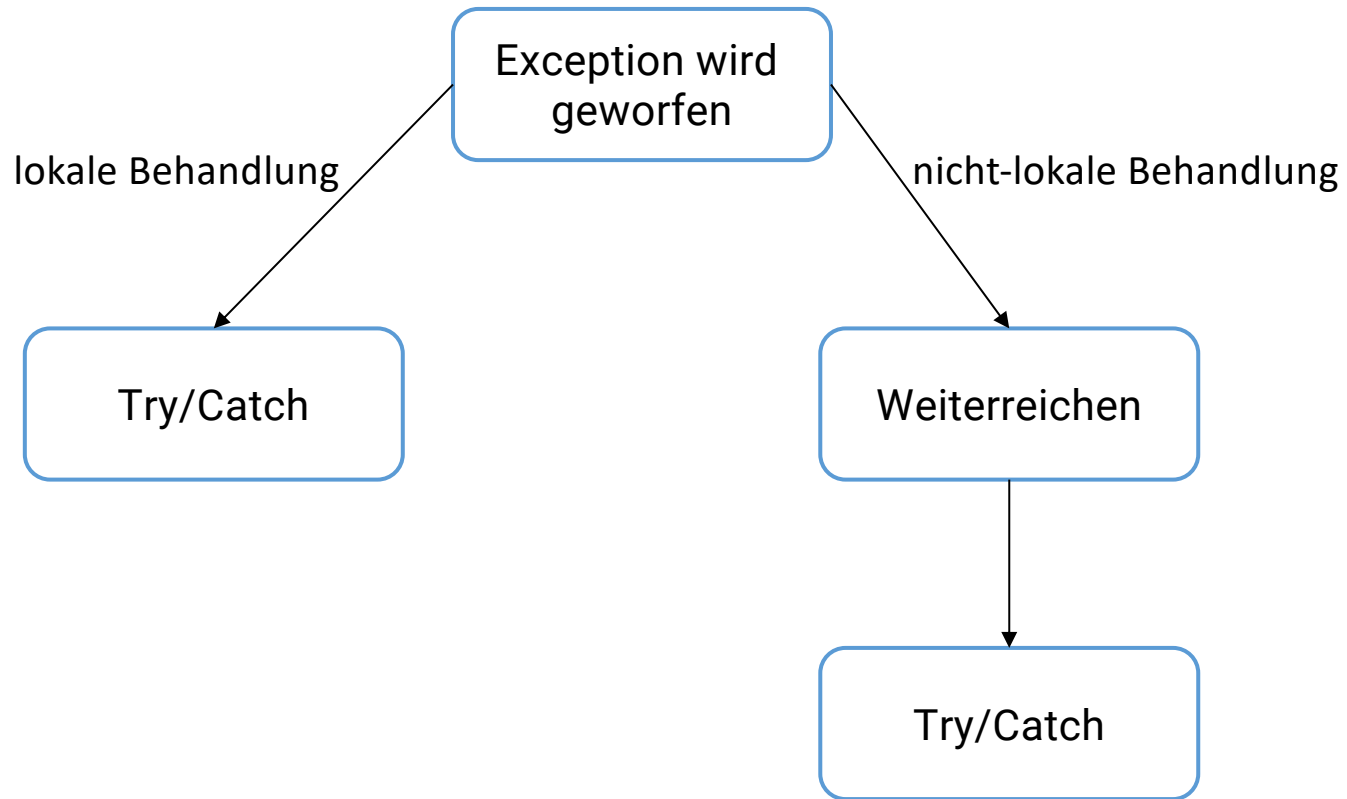 Exception wird
geworfen
lokale Behandlung
nicht-lokale Behandlung
Try/Catch
Weiterreichen
Try/Catch